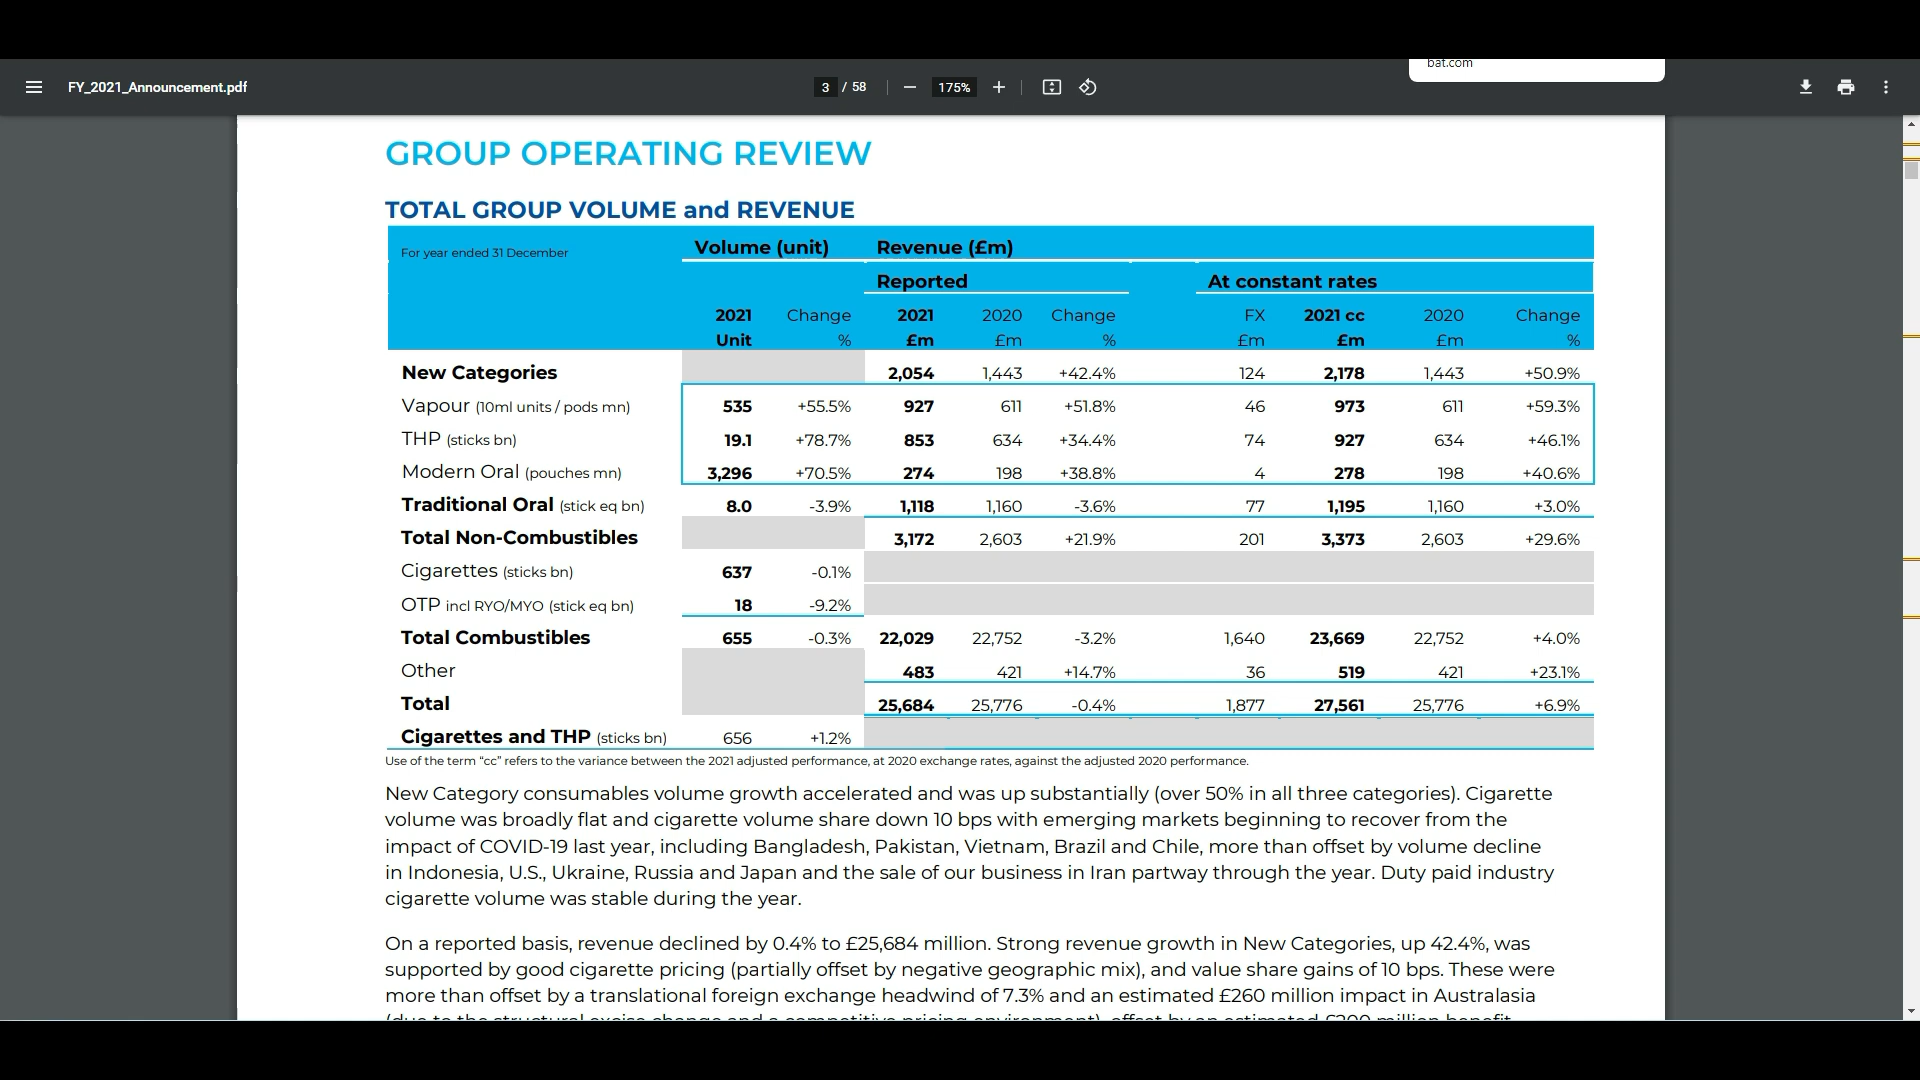 bat.com
FY_2021_Announcement.pdf
3 / 58
175%
GROUP OPERATING REVIEW
TOTAL GROUP VOLUME and REVENUE
For year ended 31 December Volume (unit) Revenue (£m)
Reported At constant rates
2021 Change 2021 2020 Change FX 2021 cc 2020 Change
Unit % £m £m % £m £m £m %
New Categories 2,054 1,443 +42.4% 124 2,178 1,443 +50.9%
Vapour (10ml units / pods mn) 535 +55.5% 927 611 +51.8% 46 973 611 +59.3%
THP (sticks bn) 19.1 +78.7% 853 634 +34.4% 74 927 634 +46.1%
Modern Oral (pouches mn) 3,296 +70.5% 274 198 +38.8% 4 278 198 +40.6%
Traditional Oral (stick eq bn) 8.0 -3.9% 1,118 1,160 -3.6% 77 1,195 1,160 +3.0%
Total Non-Combustibles 3,172 2,603 +21.9% 201 3,373 2,603 +29.6%
Cigarettes (sticks bn) 637 -0.1%
OTP incl RYO/MYO (stick eq bn) 18 -9.2%
Total Combustibles 655 -0.3% 22,029 22,752 -3.2% 1,640 23,669 22,752 +4.0%
Other 483 421 +14.7% 36 519 421 +23.1%
Total 25,684 25,776 -0.4% 1,877 27,561 25,776 +6.9%
Cigarettes and THP (sticks bn) 656 +1.2%
Use of the term “cc” refers to the variance between the 2021 adjusted performance, at 2020 exchange rates, against the adjusted 2020 performance.
New Category consumables volume growth accelerated and was up substantially (over 50% in all three categories). Cigarette
volume was broadly flat and cigarette volume share down 10 bps with emerging markets beginning to recover from the
impact of COVID-19 last year, including Bangladesh, Pakistan, Vietnam, Brazil and Chile, more than offset by volume decline
in Indonesia, U.S., Ukraine, Russia and Japan and the sale of our business in Iran partway through the year. Duty paid industry
cigarette volume was stable during the year.
On a reported basis, revenue declined by 0.4% to £25,684 million. Strong revenue growth in New Categories, up 42.4%, was
supported by good cigarette pricing (partially offset by negative geographic mix), and value share gains of 10 bps. These were
more than offset by a translational foreign exchange headwind of 7.3% and an estimated £260 million impact in Australasia
(due to the structural excise change and a competitive pricing environment), offset by an estimated £200 million benefit